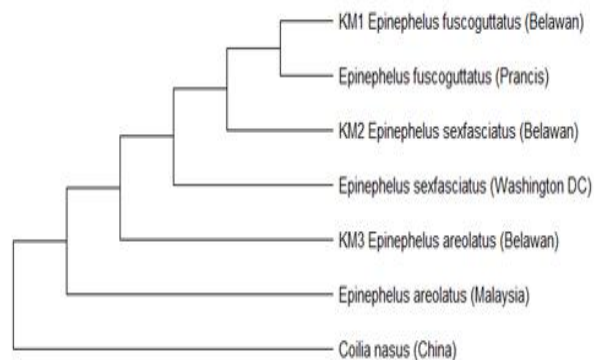 KM1 Epinephelus fuscoguttatus (Belawan)
Epinephelus fuscoguttatus (Prancis)
KM2 Epinephelus sexfasciatus (Belawan)
Epinephelus sexfasciatus (Washington DC)
KM3 Epinephelus areolatus (Belawan)
Epinephelus areolatus (Malaysia)
Coilia nasus (China)